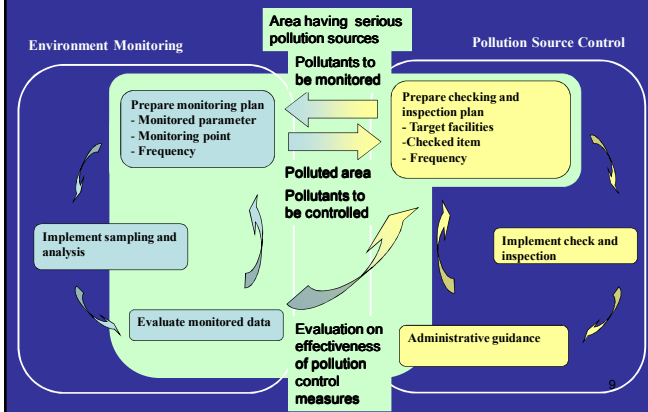 Area having serious
pollution sources
Environment Monitoring
Pollution Source Control
Pollutants to
be monitored
Prepare monitoring plan
- Monitored parameter
- Monitoring point
- Frequency
Prepare checking and
inspection plan
- Target facilities
-Checked item
- Frequency
Polluted area
Pollutants to
be controlled
Implement sampling and
analysis
Implement check and
inspection
Evaluate monitored data
Evaluation on
effectiveness
of pollution
control
measures
Administrative guidance
9